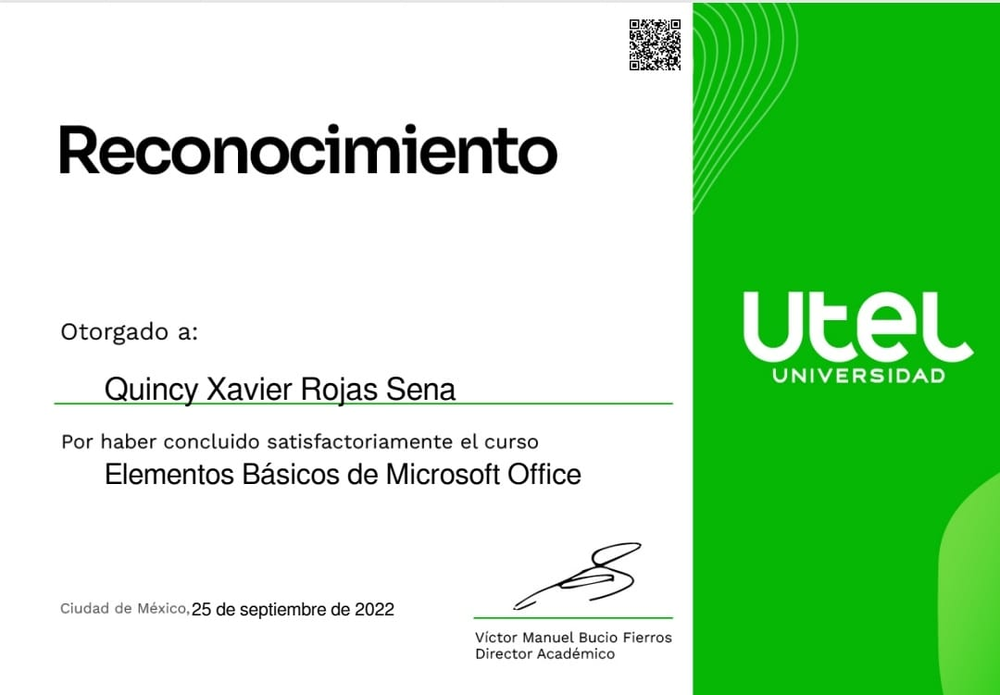 Reconocimiento
Otorgado a:
Quincy Xavier Rojas Sena
Por haber concluido satisfactoriamente el curso
Elementos Básicos de Microsoft Office
Ciudad de México, 25 de septiembre de 2022
Víctor Manuel Bucio Fierros
Director Académico
utel
UNIVERSIDAD